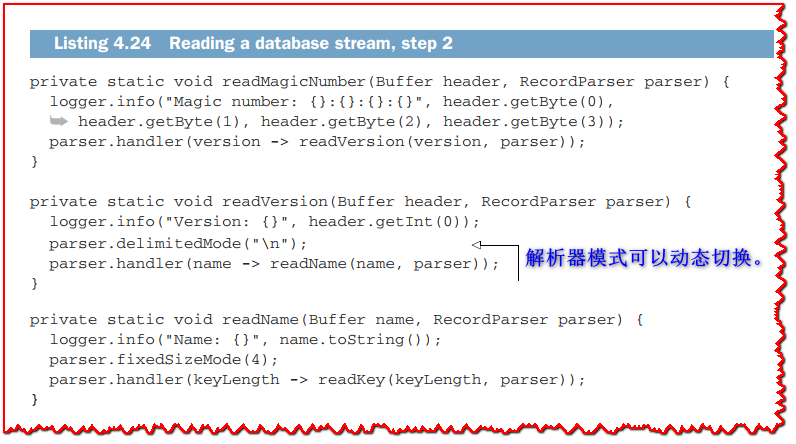 Listing 4.24 Reading a database stream, step 2
private static void readMagicNumber(Buffer header, RecordParser parser) {
logger.info("Magic number: {}:{}:{}:{}", header.getByte(0),
header.getByte(1), header.getByte(2), header.getByte(3));
parser.handler(version -> readVersion(version, parser));
}
private static void readVersion(Buffer header, RecordParser parser) {
logger.info("Version: {}", header.getInt(0));
parser.delimitedMode("\n");
解析器模式可以动态切换。
parser.handler(name -> readName(name, parser));
}
private static void readName(Buffer name, RecordParser parser) {
logger.info("Name: {}", name.toString());
parser.fixedSizeMode(4);
parser.handler(keyLength -> readKey(keyLength, parser));
}